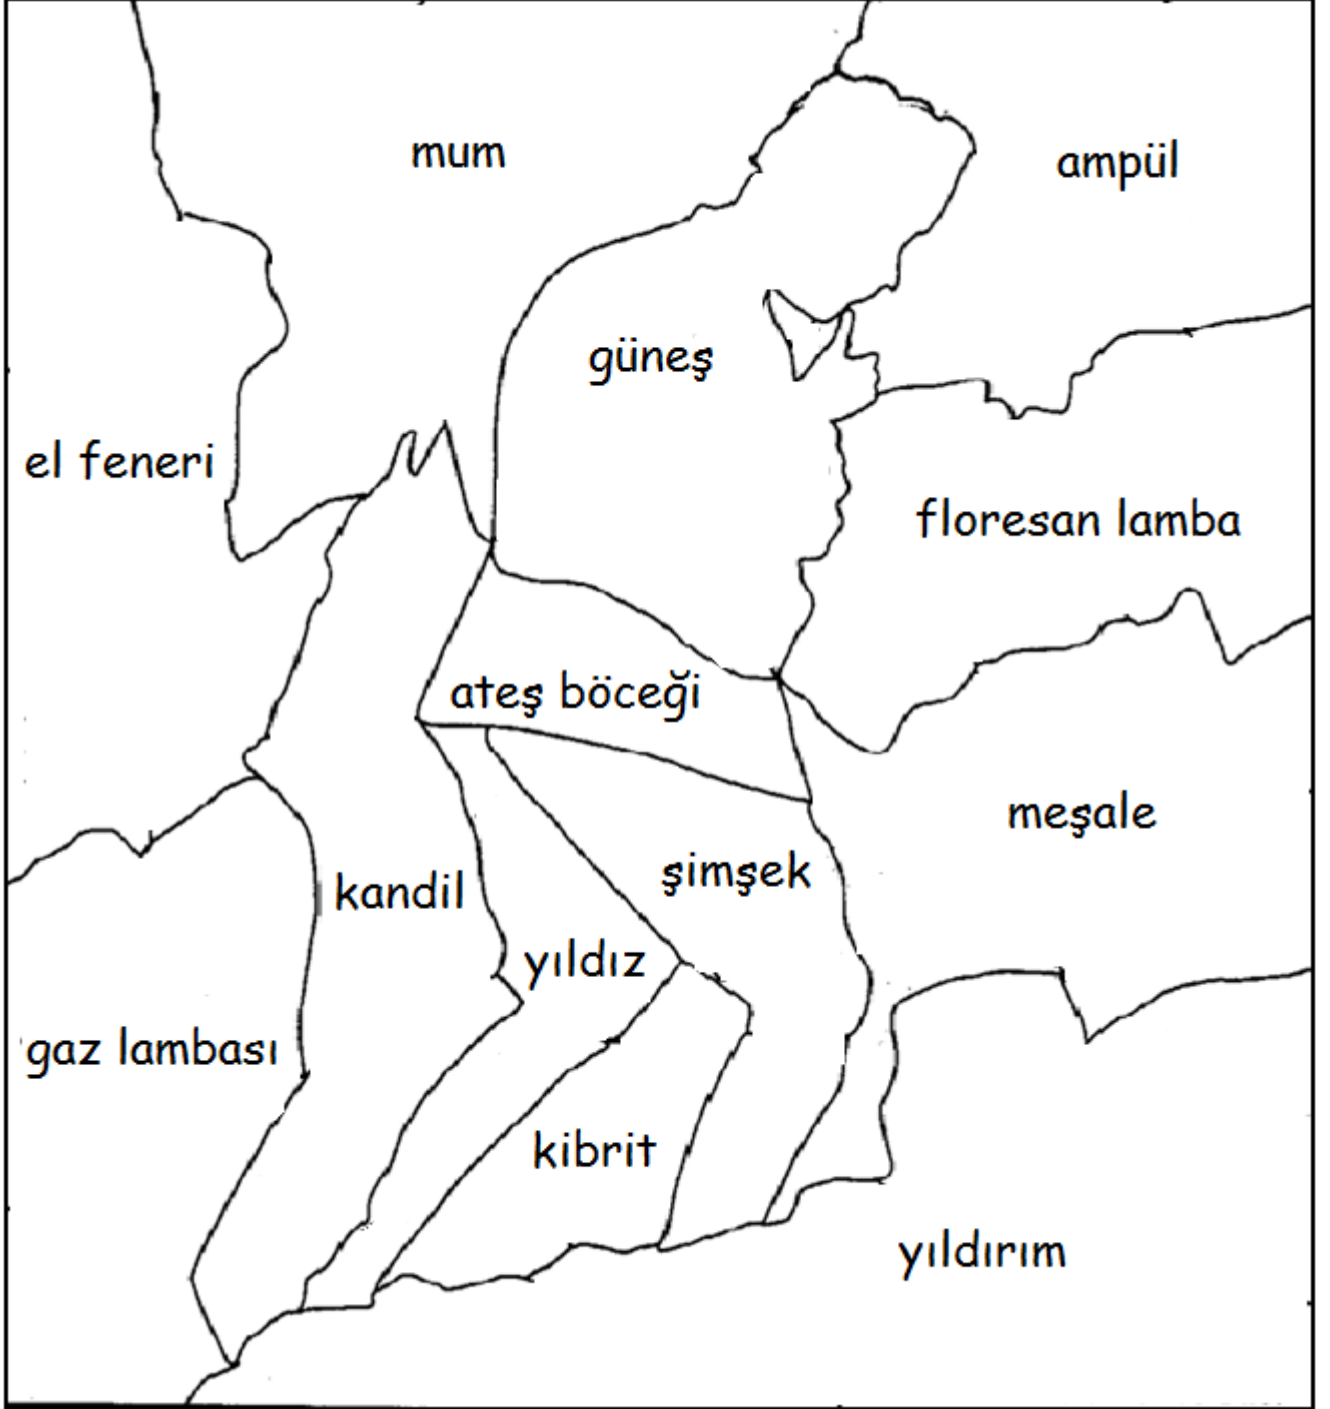 mum
ampül
güneş
el feneri
floresan lamba
ateş böceği
meşale
şimşek
kandil
yıldız
gaz lambası
kibrit
yıldırım